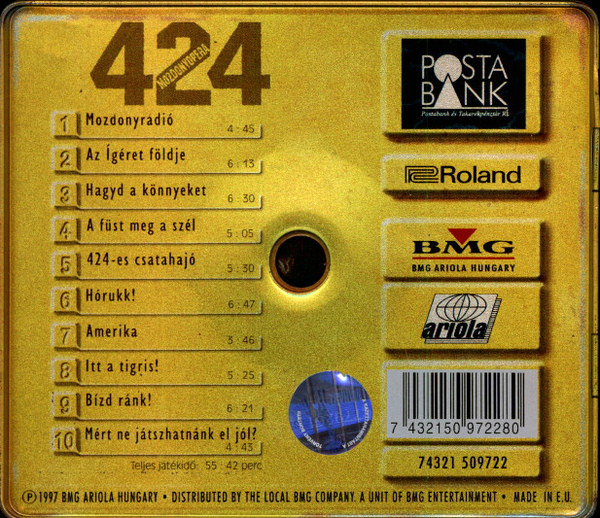 424
MOZDONYOPERA
1 Mozdonyradió 4:45
2 Az Ígéret földje 6:13
3 Hagyd a könnyeket 6:30
4 A füst meg a szél 5:05
5 424-es csatahajó 5:30
6 Hórukk! 6:47
7 Amerika 3:46
8 Itt a tigris! 5:25
9 Bízd ránk! 6:21
10 Mért ne játszhatnánk el jól? 4:43
Teljes játékidő: 55:42 perc
POSTA
BANK
Postabank és Takarékpénztár Rt.
Roland
BMG
BMG ARIOLA HUNGARY
ariola
7 432150 972280
74321 509722
℗ 1997 BMG ARIOLA HUNGARY • DISTRIBUTED BY THE LOCAL BMG COMPANY. A UNIT OF BMG ENTERTAINMENT • MADE IN E.U.